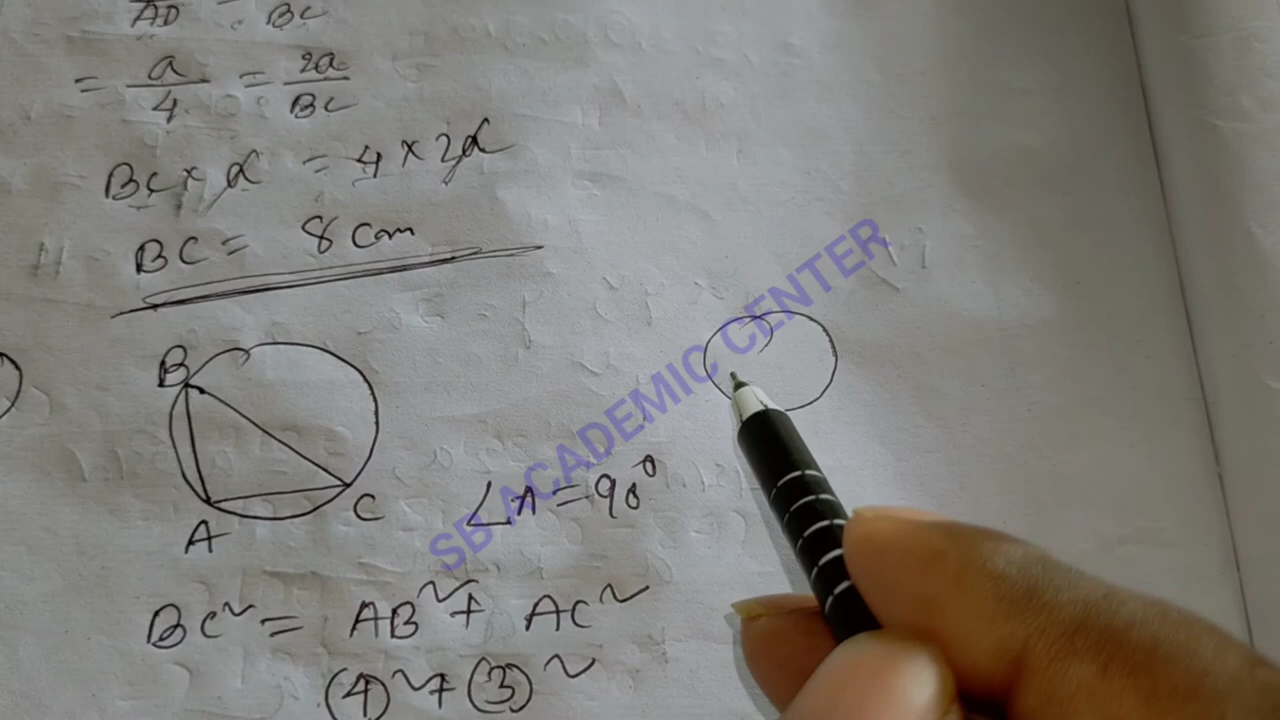 AD = BC
= a/4 = 2a/BC
BC × a = 4 × 2a
BC = 8 cm
B
A
C
∠A = 90°
BC² = AB² + AC²
(4)² + (3)²
SB ACADEMIC CENTER